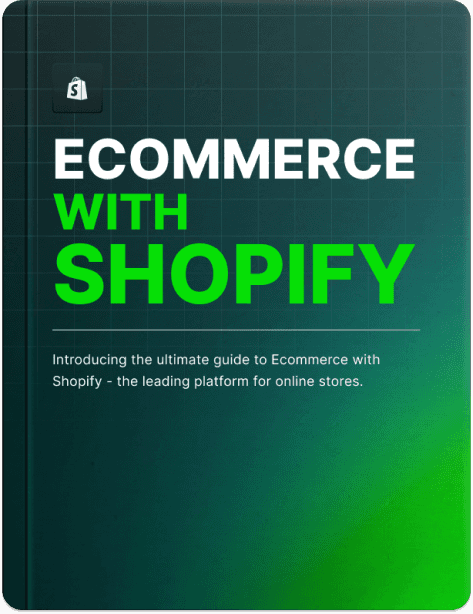 ECOMMERCE
WITH
SHOPIFY
Introducing the ultimate guide to Ecommerce with
Shopify - the leading platform for online stores.